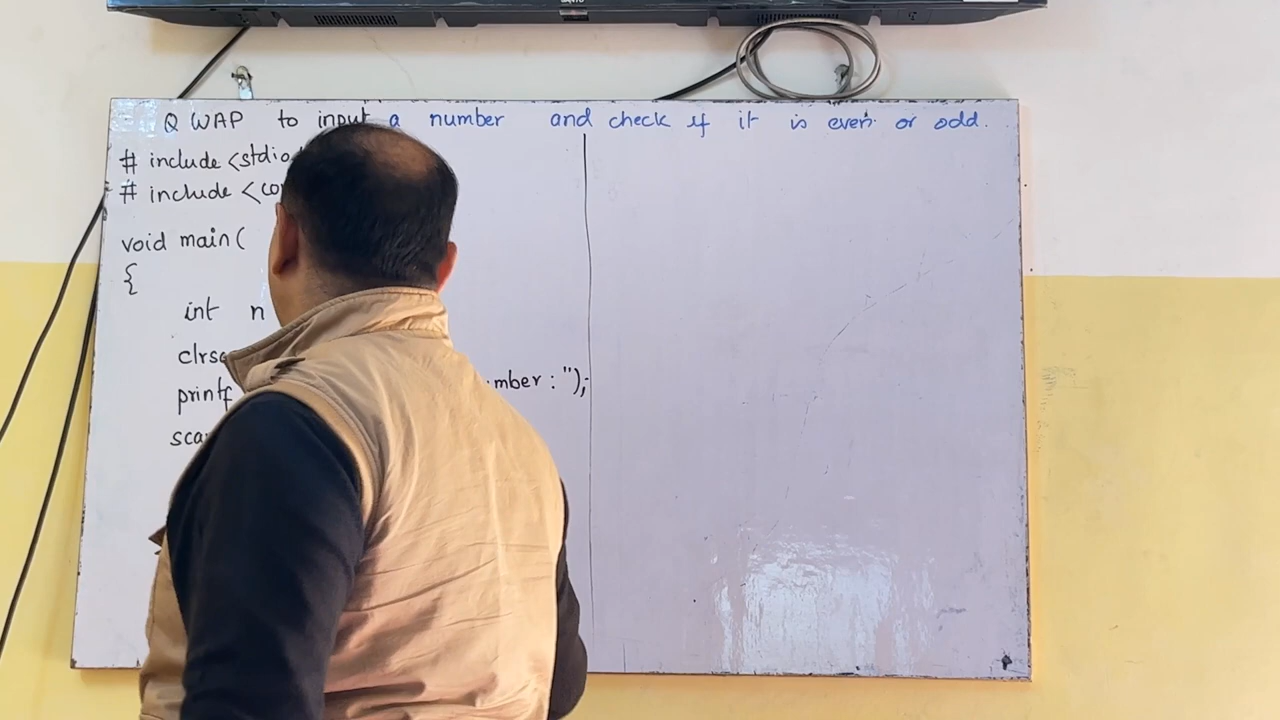 Q WAP to input a number and check if it is even or odd.
# include <stdio
# include <co
void main(
{
int n
clrsc
printf mber : ");
sca